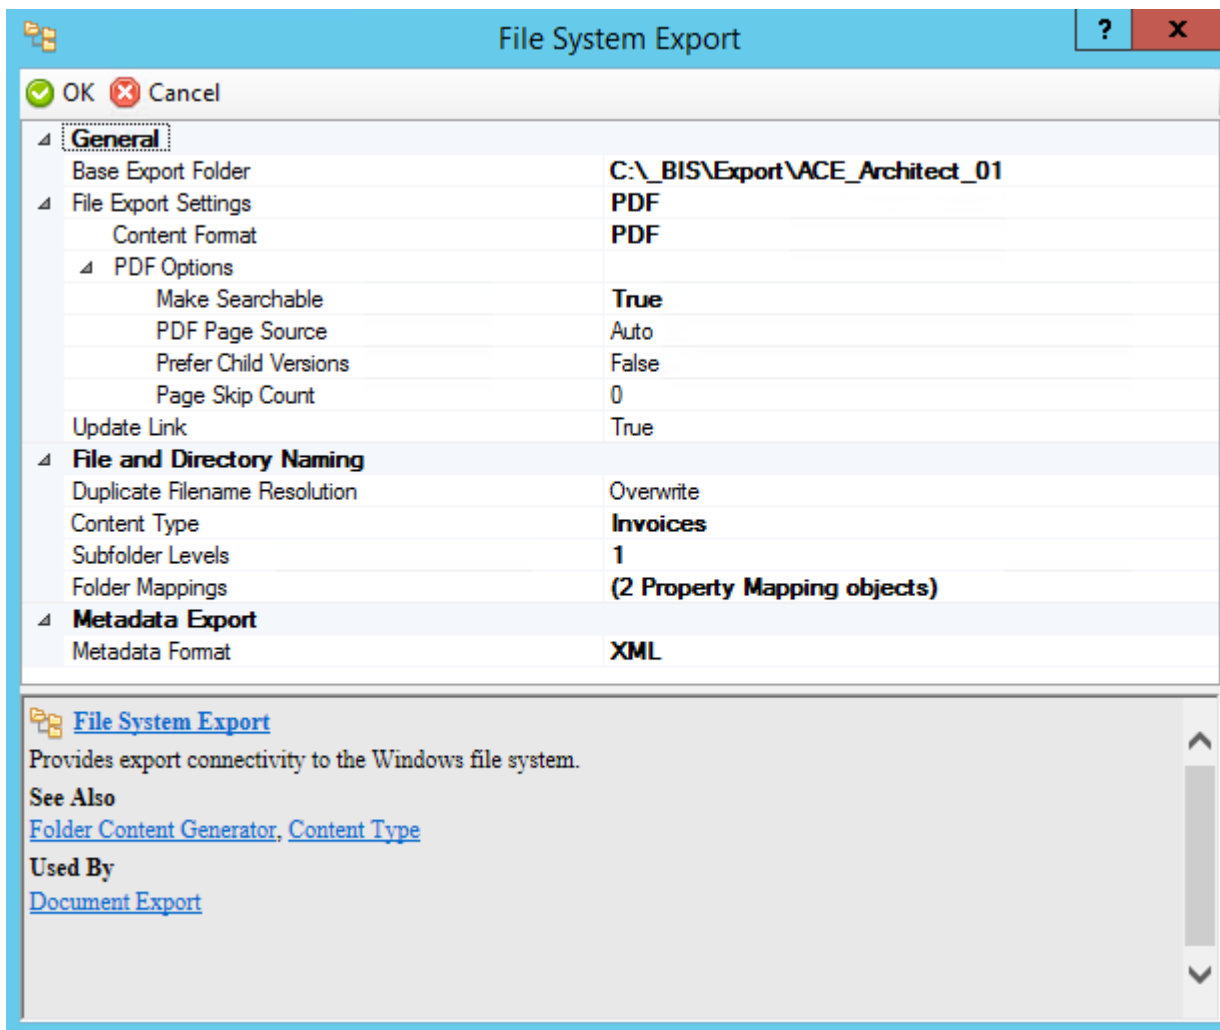 File System Export
?
x
OK Cancel
General
Base Export Folder C:\_BIS\Export\ACE_Architect_01
File Export Settings PDF
Content Format PDF
PDF Options
Make Searchable True
PDF Page Source Auto
Prefer Child Versions False
Page Skip Count 0
Update Link True
File and Directory Naming
Duplicate Filename Resolution Overwrite
Content Type Invoices
Subfolder Levels 1
Folder Mappings (2 Property Mapping objects)
Metadata Export
Metadata Format XML
File System Export
Provides export connectivity to the Windows file system.
See Also
Folder Content Generator, Content Type
Used By
Document Export